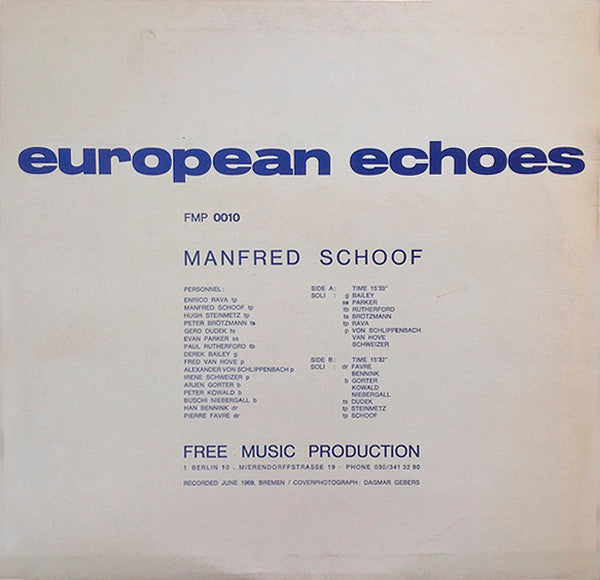 european echoes
FMP 0010
MANFRED SCHOOF
PERSONNEL:
ENRICO RAVA tp
MANFRED SCHOOF tp
HUGH STEINMETZ tp
PETER BRÖTZMANN ts
GERD DUDEK ts
EVAN PARKER ss
PAUL RUTHERFORD tb
DEREK BAILEY g
FRED VAN HOVE p
ALEXANDER VON SCHLIPPENBACH p
IRENE SCHWEIZER p
ARJEN GORTER b
PETER KOWALD b
BUSCHI NIEBERGALL b
HAN BENNINK dr
PIERRE FAVRE dr
SIDE A: TIME 15'33"
SOLI : g BAILEY
ss PARKER
tb RUTHERFORD
ts BRÖTZMANN
tp RAVA
p VON SCHLIPPENBACH
VAN HOVE
SCHWEIZER
SIDE B: TIME 15'32"
SOLI : dr FAVRE
BENNINK
b GORTER
KOWALD
NIEBERGALL
ts DUDEK
tp STEINMETZ
tp SCHOOF
FREE MUSIC PRODUCTION
1 BERLIN 10 . MIERENDORFFSTRASSE 19 · PHONE 030/341 32 90
RECORDED JUNE 1969, BREMEN / COVERPHOTOGRAPH: DAGMAR GEBERS